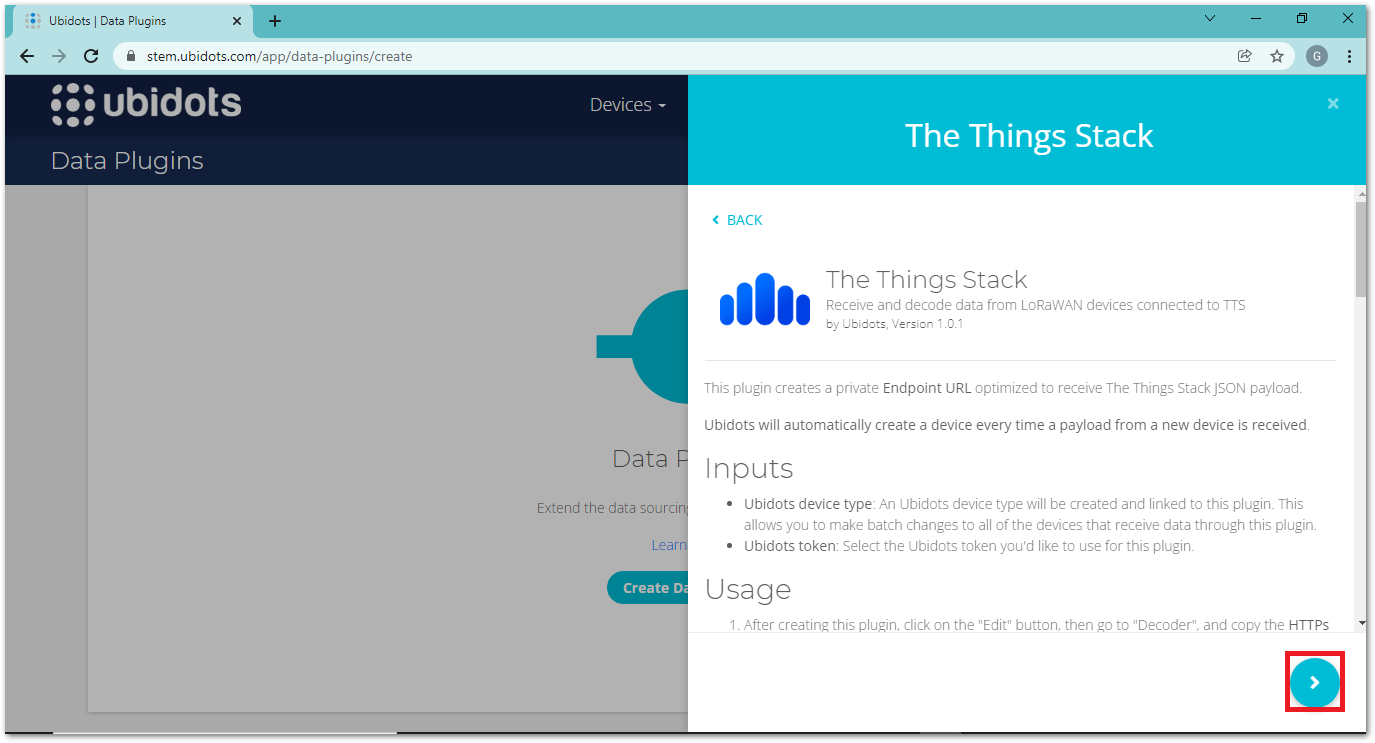 Ubidots | Data Plugins
stem.ubidots.com/app/data-plugins/create
G
ubidots
Devices
Data Plugins
The Things Stack
BACK
The Things Stack
Receive and decode data from LoRaWAN devices connected to TTS
by Ubidots, Version 1.0.1
This plugin creates a private Endpoint URL optimized to receive The Things Stack JSON payload.
Ubidots will automatically create a device every time a payload from a new device is received.
Inputs
Ubidots device type: An Ubidots device type will be created and linked to this plugin. This
allows you to make batch changes to all of the devices that receive data through this plugin.
Ubidots token: Select the Ubidots token you'd like to use for this plugin.
Usage
1. After creating this plugin, click on the "Edit" button, then go to "Decoder", and copy the HTTPs
Data P
Extend the data sourcing
Learn
Create Da